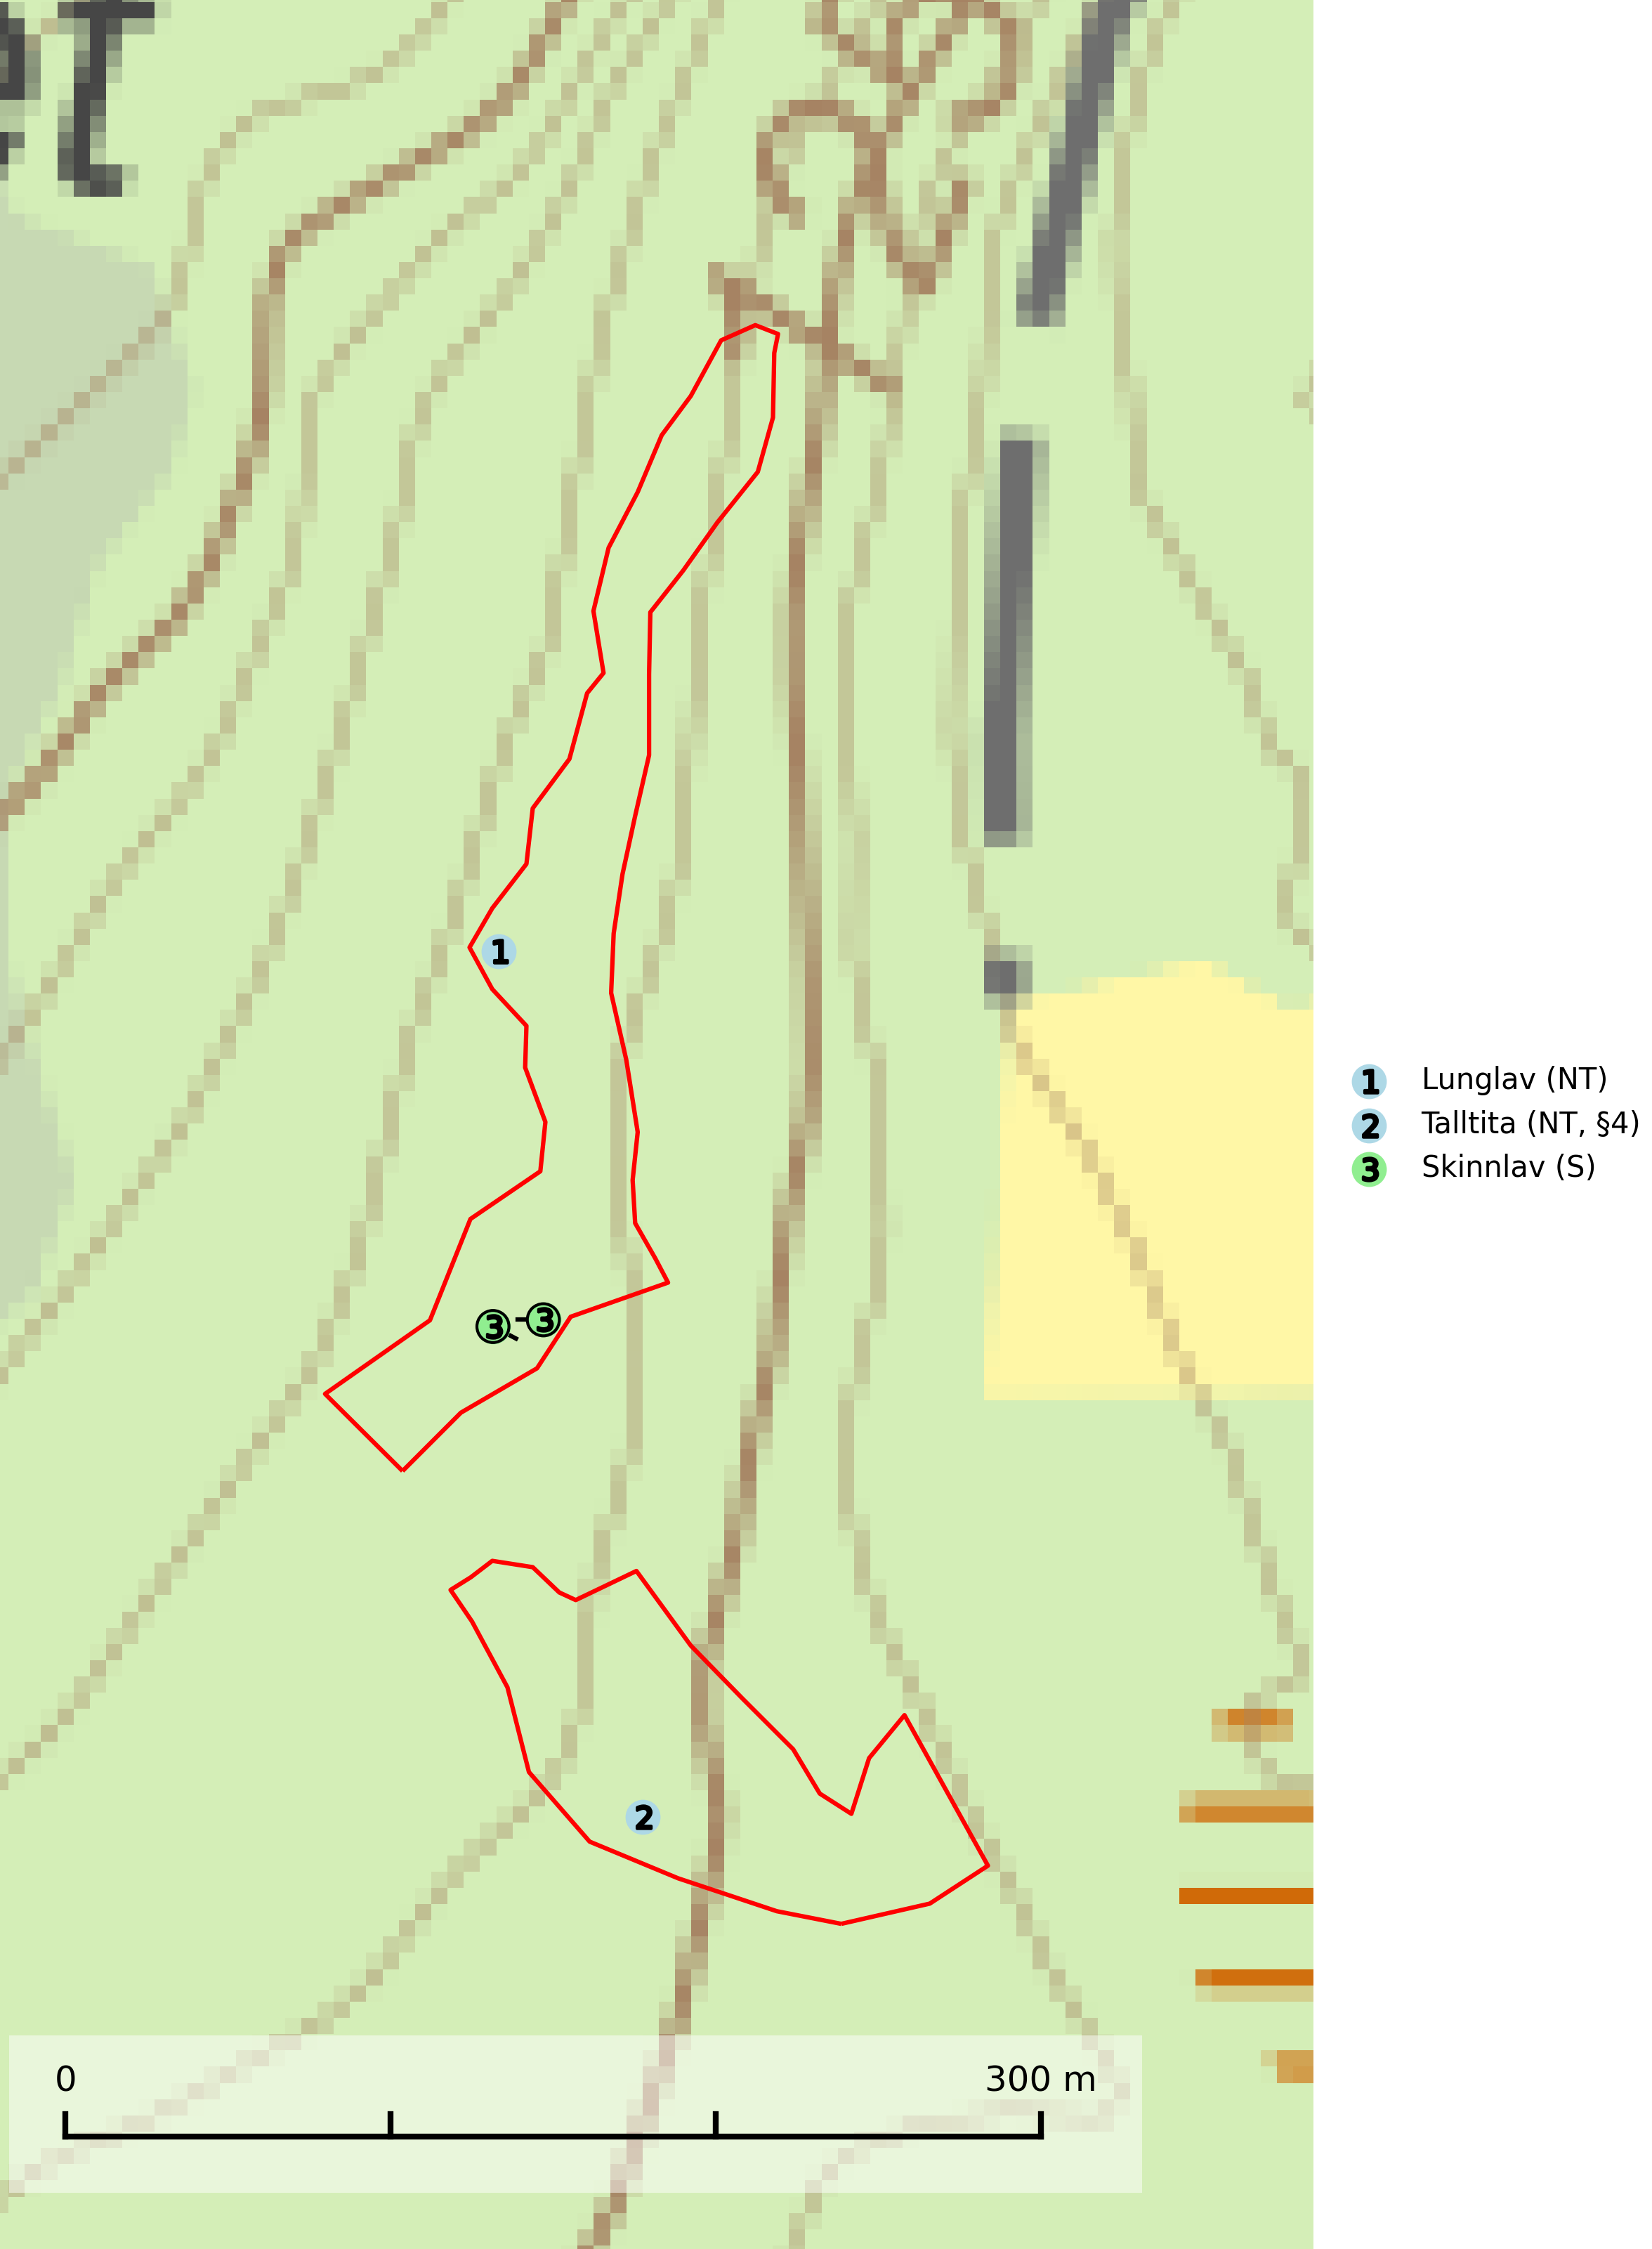 1
3 3
1 Lunglav (NT)
2 Talltita (NT, §4)
3 Skinnlav (S)
2
0 300 m